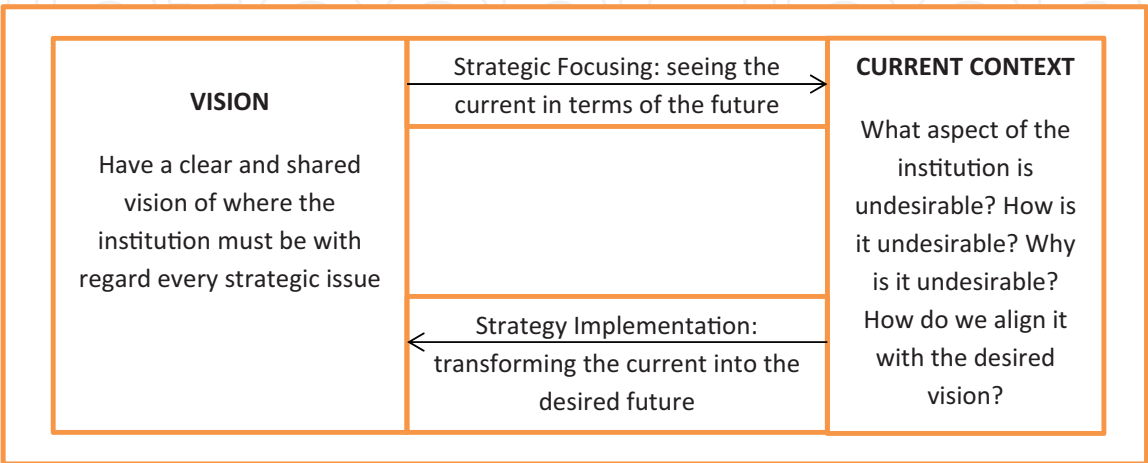 VISION
Have a clear and shared
vision of where the
institution must be with
regard every strategic issue
Strategic Focusing: seeing the
current in terms of the future
Strategy Implementation:
transforming the current into the
desired future
CURRENT CONTEXT
What aspect of the
institution is
undesirable? How is
it undesirable? Why
is it undesirable?
How do we align it
with the desired
vision?